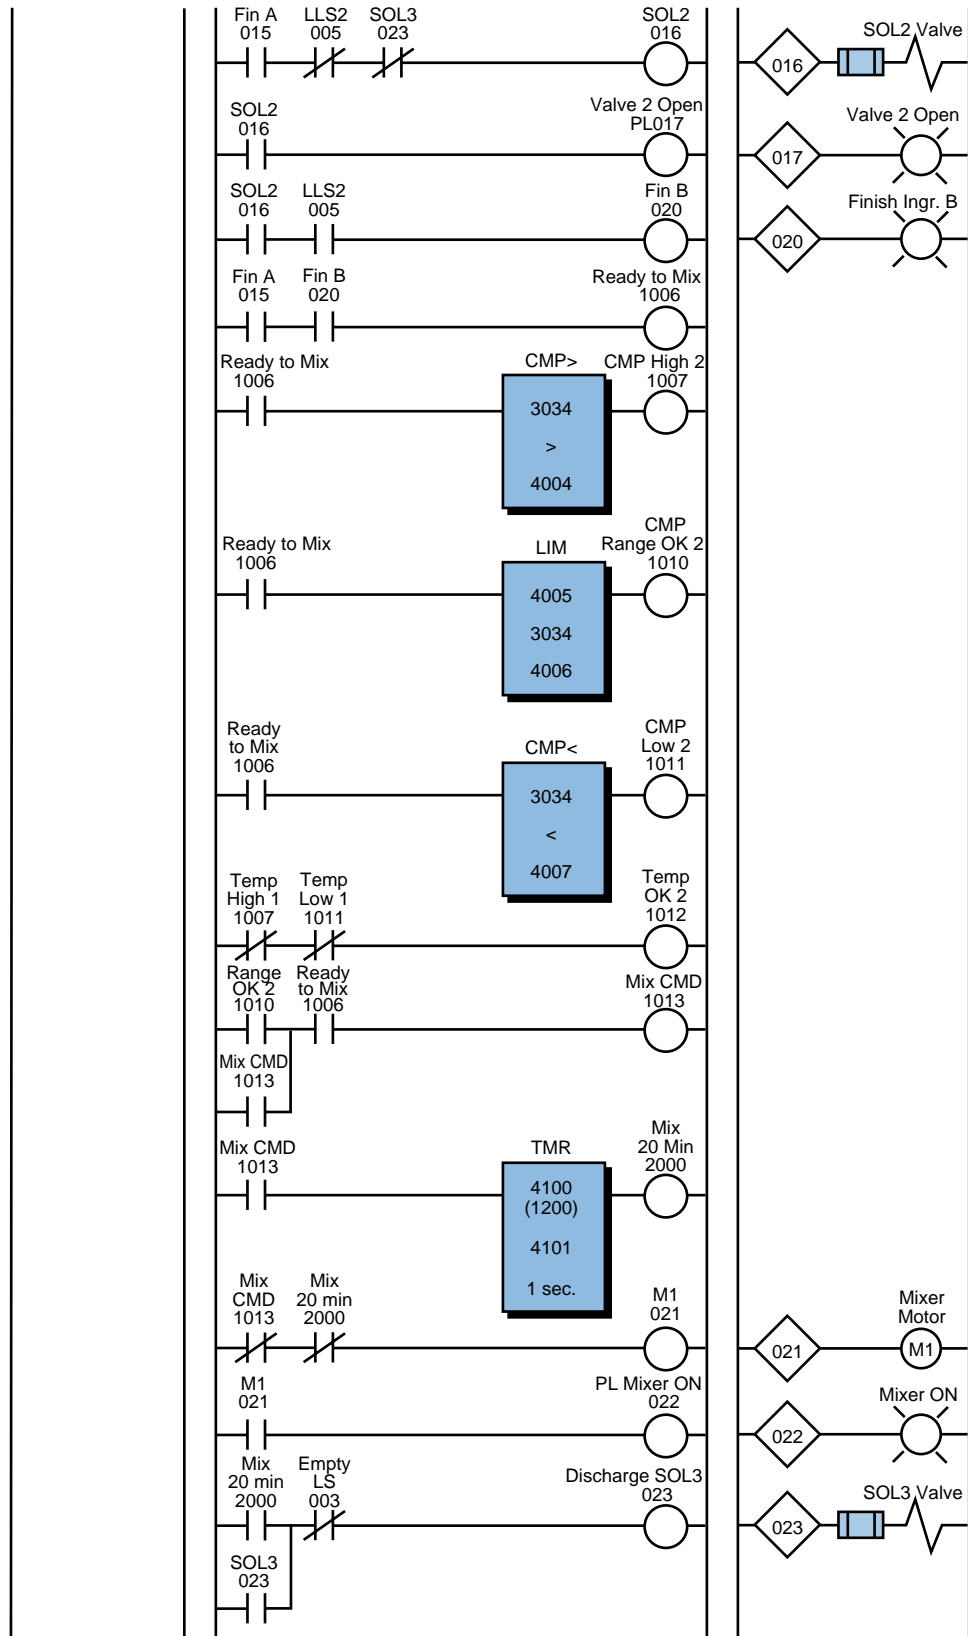 Fin A LLS2 SOL3 SOL2
015 005 023 016
SOL2 Valve
016
SOL2 Valve 2 Open
016 PL017
Valve 2 Open
017
SOL2 LLS2 Fin B
016 005 020
Finish Ingr. B
020
Fin A Fin B Ready to Mix
015 020 1006
Ready to Mix CMP> CMP High 2
1006 1007
3034
>
4004
Ready to Mix
1006
LIM
CMP
Range OK 2
1010
4005
3034
4006
Ready
to Mix
1006
CMP<
CMP
Low 2
1011
3034
<
4007
Temp Temp Temp
High 1 Low 1 OK 2
1007 1011 1012
Range Ready
OK 2 to Mix Mix CMD
1010 1006 1013
Mix CMD
1013
Mix CMD
1013
TMR
Mix
20 Min
2000
4100
(1200)
4101
1 sec.
Mix Mix
CMD 20 min M1
1013 2000 021
Mixer
Motor
021 M1
M1 PL Mixer ON
021 022
Mixer ON
022
Mix Empty
20 min LS Discharge SOL3
2000 003 023
SOL3 Valve
023
SOL3
023